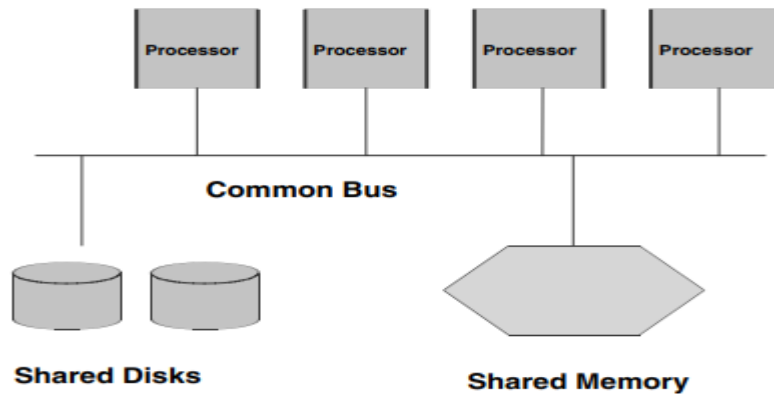 Processor Processor Processor Processor
Common Bus
Shared Disks
Shared Memory